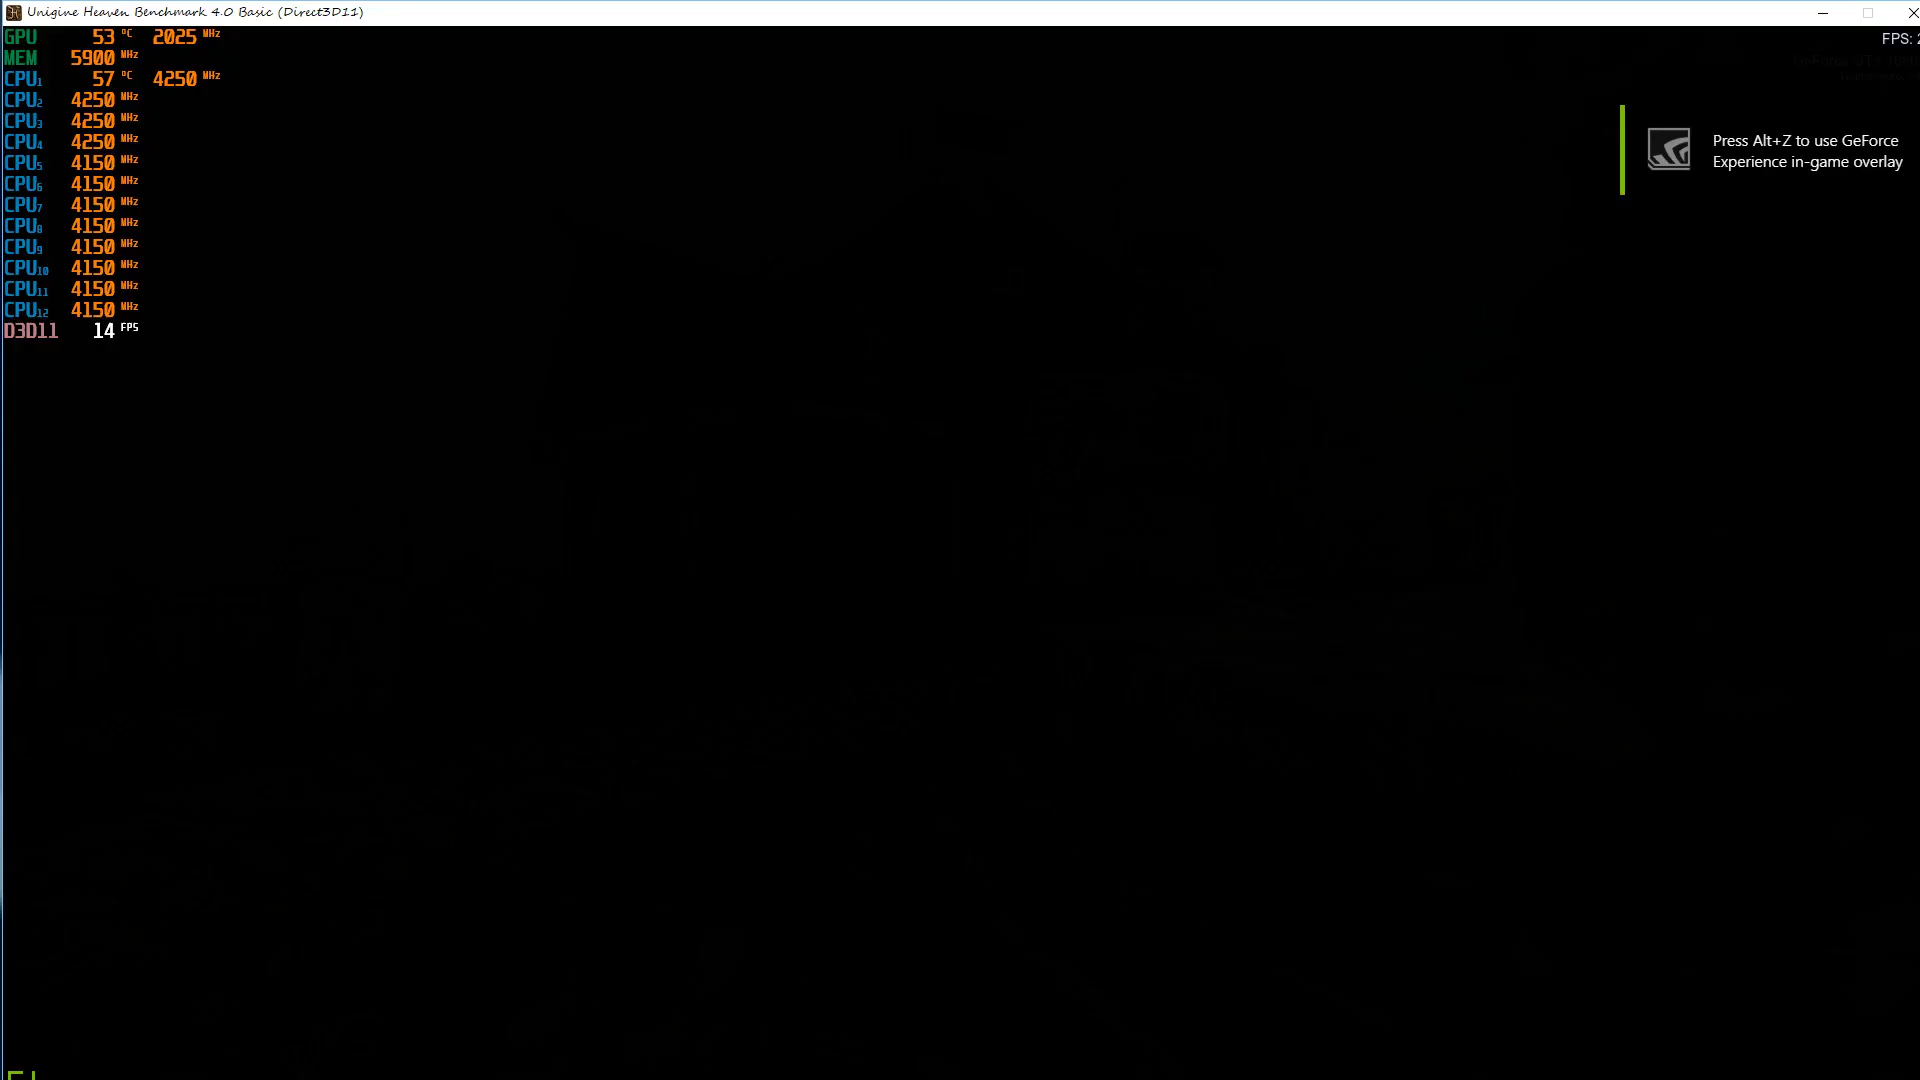 Unigine Heaven Benchmark 4.0 Basic (Direct3D11)
GPU 53 °C 2025 MHz
FPS:
MEM 5900 MHz
CPU1 57 °C 4250 MHz
CPU2 4250 MHz
CPU3 4250 MHz
CPU4 4250 MHz
CPU5 4150 MHz
CPU6 4150 MHz
CPU7 4150 MHz
CPU8 4150 MHz
CPU9 4150 MHz
CPU10 4150 MHz
CPU11 4150 MHz
CPU12 4150 MHz
D3D11 14 FPS
Press Alt+Z to use GeForce
Experience in-game overlay